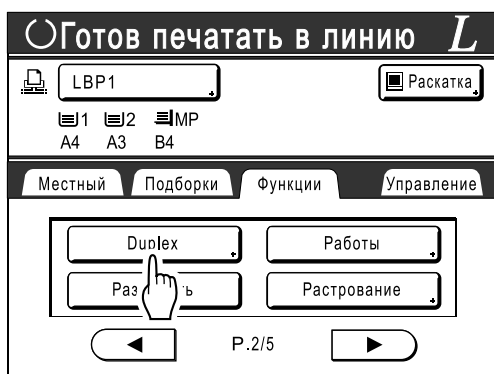 Готов печатать в линию L
LBP1 Раскатка
1 2 MP
A4 A3 B4
Местный Подборки Функции Управление
Duplex Работы
Растрование
P.2/5